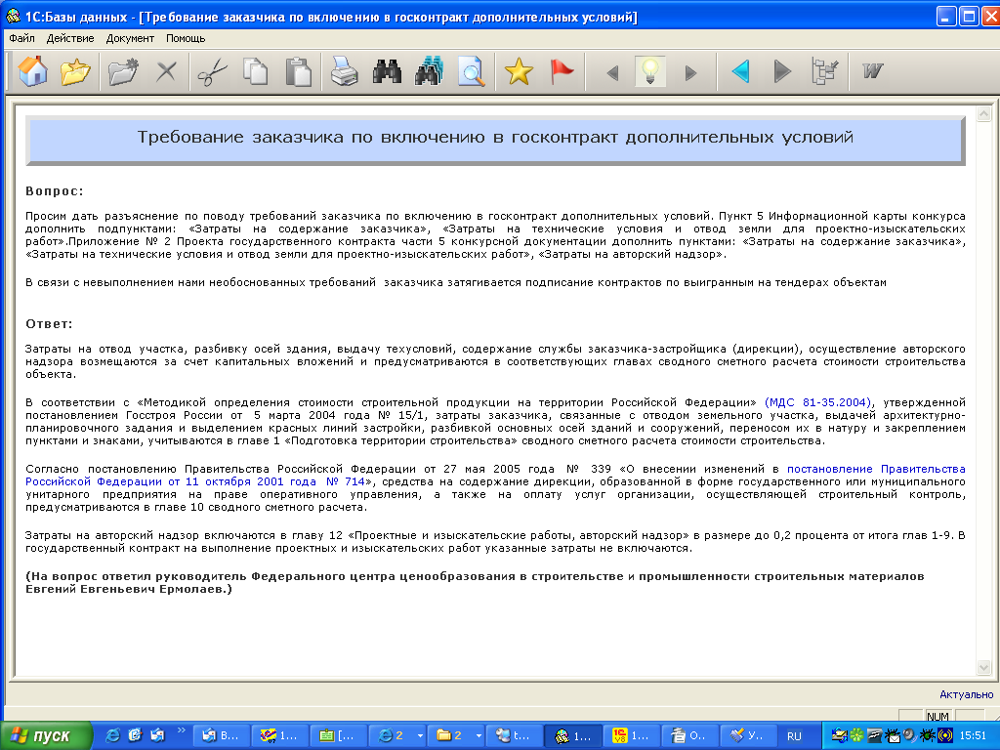 1С:Базы данных - [Требование заказчика по включению в госконтракт дополнительных условий]
Файл Действие Документ Помощь
W
Требование заказчика по включению в госконтракт дополнительных условий
Вопрос:
Просим дать разъяснение по поводу требований заказчика по включению в госконтракт дополнительных условий. Пункт 5 Информационной карты конкурса
дополнить подпунктами: «Затраты на содержание заказчика», «Затраты на технические условия и отвод земли для проектно-изыскательских
работ».Приложение № 2 Проекта государственного контракта части 5 конкурсной документации дополнить пунктами: «Затраты на содержание заказчика»,
«Затраты на технические условия и отвод земли для проектно-изыскательских работ», «Затраты на авторский надзор».
В связи с невыполнением нами необоснованных требований заказчика затягивается подписание контрактов по выигранным на тендерах объектам
Ответ:
Затраты на отвод участка, разбивку осей здания, выдачу техусловий, содержание службы заказчика-застройщика (дирекции), осуществление авторского
надзора возмещаются за счет капитальных вложений и предусматриваются в соответствующих главах сводного сметного расчета стоимости строительства
объекта.
В соответствии с «Методикой определения стоимости строительной продукции на территории Российской Федерации» (МДС 81-35.2004), утвержденной
постановлением Госстроя России от 5 марта 2004 года № 15/1, затраты заказчика, связанные с отводом земельного участка, выдачей архитектурно-
планировочного задания и выделением красных линий застройки, разбивкой основных осей зданий и сооружений, переносом их в натуру и закреплением
пунктами и знаками, учитываются в главе 1 «Подготовка территории строительства» сводного сметного расчета стоимости строительства.
Согласно постановлению Правительства Российской Федерации от 27 мая 2005 года № 339 «О внесении изменений в постановление Правительства
Российской Федерации от 11 октября 2001 года № 714», средства на содержание дирекции, образованной в форме государственного или муниципального
унитарного предприятия на праве оперативного управления, а также на оплату услуг организации, осуществляющей строительный контроль,
предусматриваются в главе 10 сводного сметного расчета.
Затраты на авторский надзор включаются в главу 12 «Проектные и изыскательские работы, авторский надзор» в размере до 0,2 процента от итога глав 1-9. В
государственный контракт на выполнение проектных и изыскательских работ указанные затраты не включаются.
(На вопрос ответил руководитель Федерального центра ценообразования в строительстве и промышленности строительных материалов
Евгений Евгеньевич Ермолаев.)
Актуально
NUM
пуск » В... 1... [... 2 2 t... 1... 1... О... У... RU 15:51